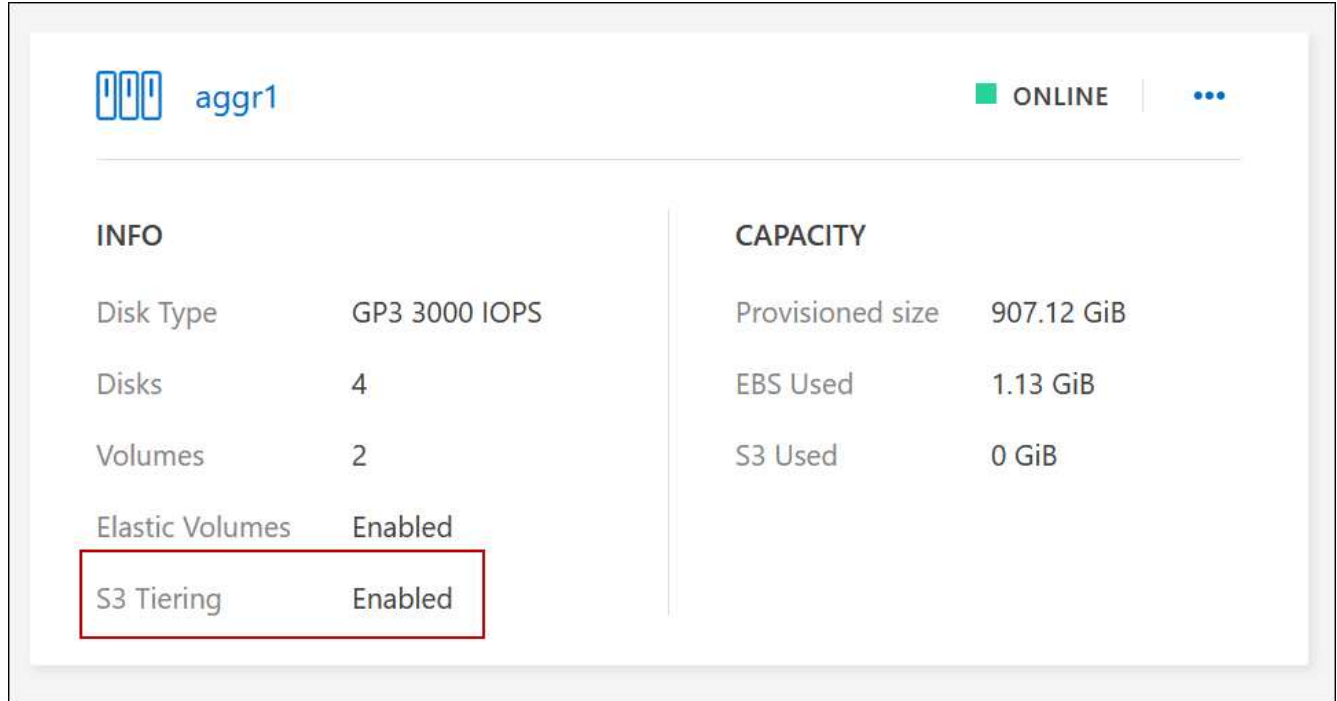 aggr1
ONLINE
INFO
Disk Type GP3 3000 IOPS
Disks 4
Volumes 2
Elastic Volumes Enabled
S3 Tiering Enabled
CAPACITY
Provisioned size 907.12 GiB
EBS Used 1.13 GiB
S3 Used 0 GiB